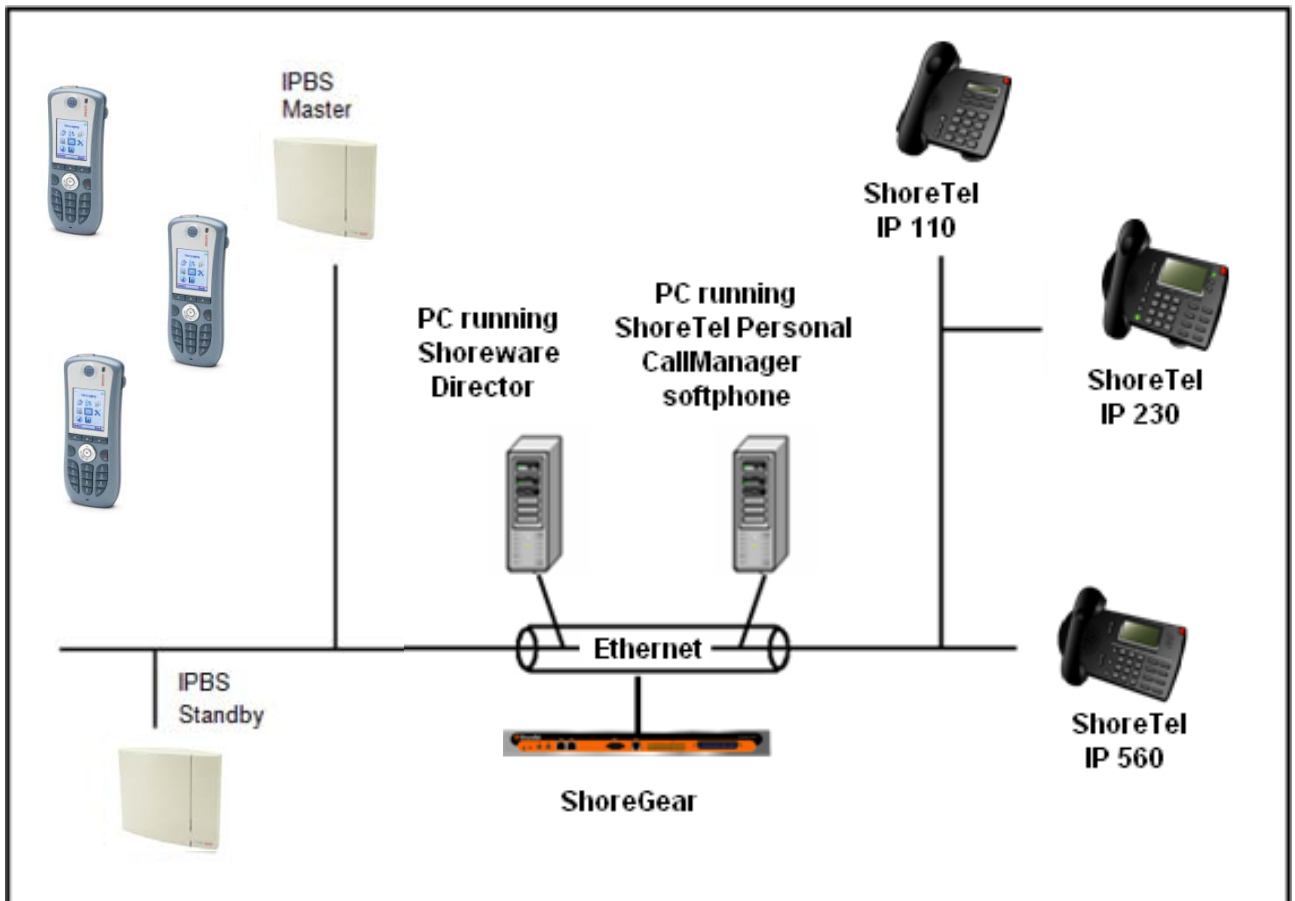 IPBS
Master
ShoreTel
IP 110
PC running
Shoreware
Director
PC running
ShoreTel Personal
CallManager
softphone
ShoreTel
IP 230
Ethernet
IPBS
Standby
ShoreGear
ShoreTel
IP 560